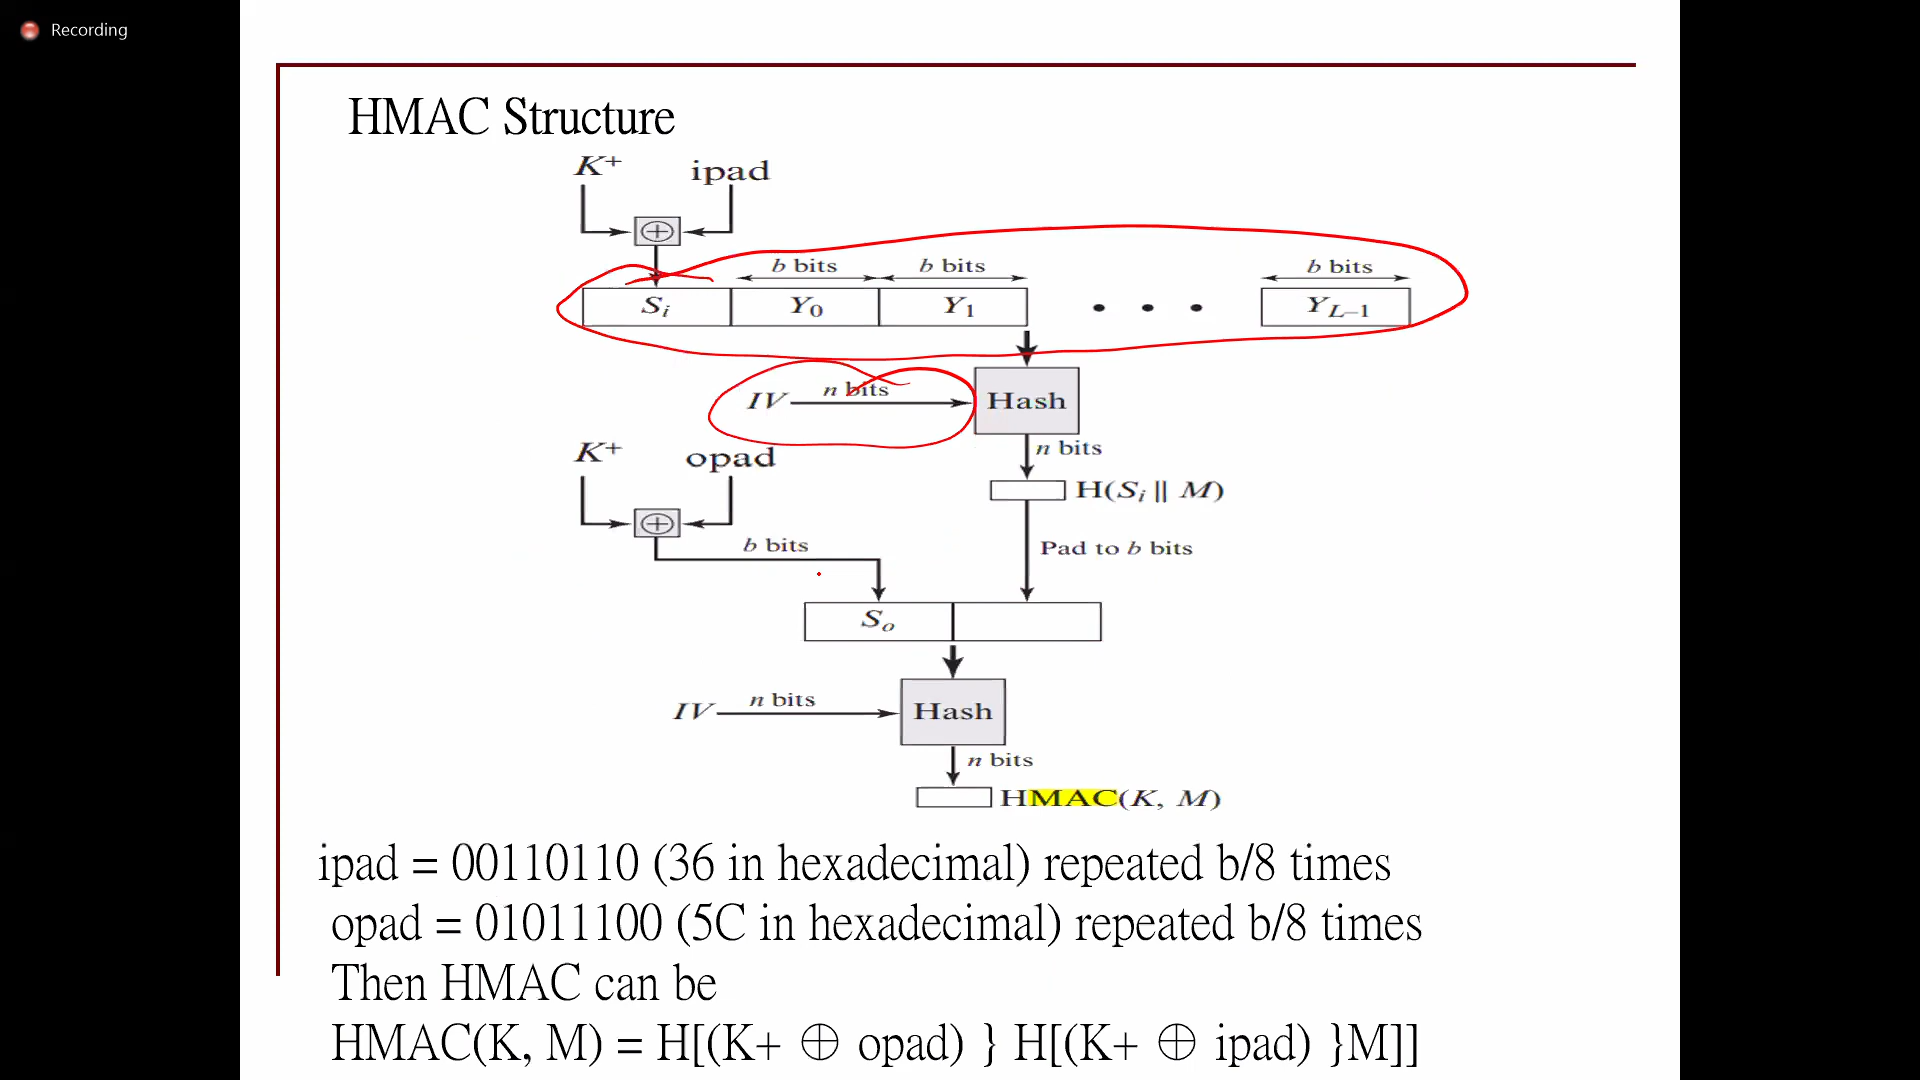 Recording
HMAC Structure
K+ ipad
b bits b bits b bits
Si Y0 Y1 • • • YL–1
IV n bits Hash
n bits
K+ opad
H(Si || M)
b bits Pad to b bits
So
IV n bits Hash
n bits
HMAC(K, M)
ipad = 00110110 (36 in hexadecimal) repeated b/8 times
opad = 01011100 (5C in hexadecimal) repeated b/8 times
Then HMAC can be
HMAC(K, M) = H[(K+ ⊕ opad) } H[(K+ ⊕ ipad) }M]]